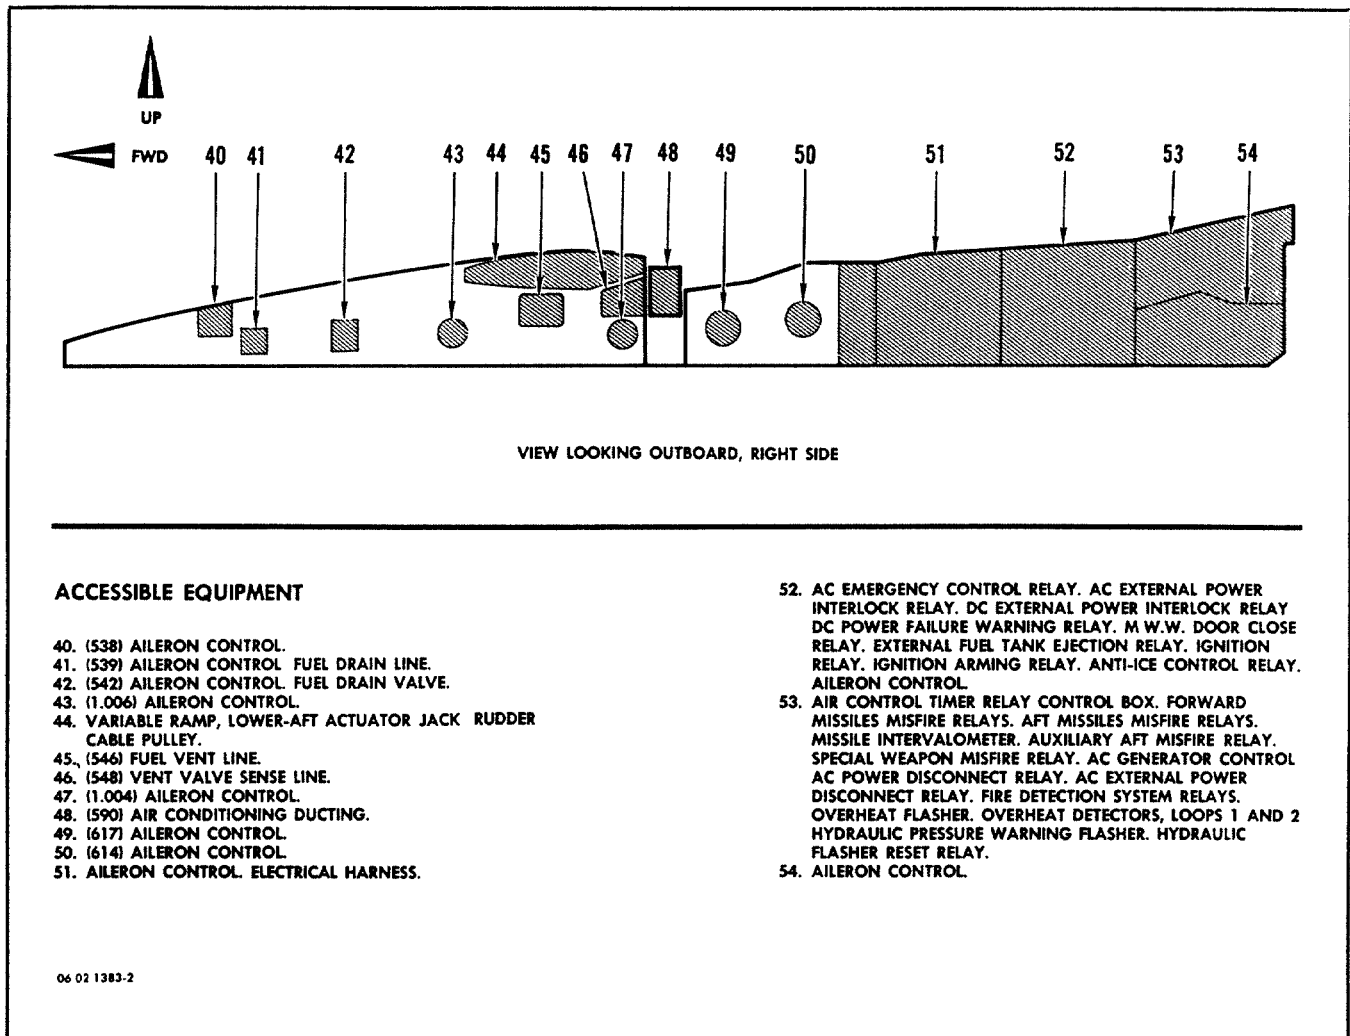 UP
FWD 40 41 42 43 44 45 46 47 48 49 50 51 52 53 54
VIEW LOOKING OUTBOARD, RIGHT SIDE
ACCESSIBLE EQUIPMENT
40. (538) AILERON CONTROL.
41. (539) AILERON CONTROL FUEL DRAIN LINE.
42. (542) AILERON CONTROL. FUEL DRAIN VALVE.
43. (1.006) AILERON CONTROL.
44. VARIABLE RAMP, LOWER-AFT ACTUATOR JACK RUDDER
CABLE PULLEY.
45. (546) FUEL VENT LINE.
46. (548) VENT VALVE SENSE LINE.
47. (1.004) AILERON CONTROL.
48. (590) AIR CONDITIONING DUCTING.
49. (617) AILERON CONTROL.
50. (614) AILERON CONTROL.
51. AILERON CONTROL. ELECTRICAL HARNESS.
52. AC EMERGENCY CONTROL RELAY. AC EXTERNAL POWER
INTERLOCK RELAY. DC EXTERNAL POWER INTERLOCK RELAY
DC POWER FAILURE WARNING RELAY. M W.W. DOOR CLOSE
RELAY. EXTERNAL FUEL TANK EJECTION RELAY. IGNITION
RELAY. IGNITION ARMING RELAY. ANTI-ICE CONTROL RELAY.
AILERON CONTROL.
53. AIR CONTROL TIMER RELAY CONTROL BOX. FORWARD
MISSILES MISFIRE RELAYS. AFT MISSILES MISFIRE RELAYS.
MISSILE INTERVALOMETER. AUXILIARY AFT MISFIRE RELAY.
SPECIAL WEAPON MISFIRE RELAY. AC GENERATOR CONTROL
AC POWER DISCONNECT RELAY. AC EXTERNAL POWER
DISCONNECT RELAY. FIRE DETECTION SYSTEM RELAYS.
OVERHEAT FLASHER. OVERHEAT DETECTORS, LOOPS 1 AND 2
HYDRAULIC PRESSURE WARNING FLASHER. HYDRAULIC
FLASHER RESET RELAY.
54. AILERON CONTROL.
06 02 1383-2